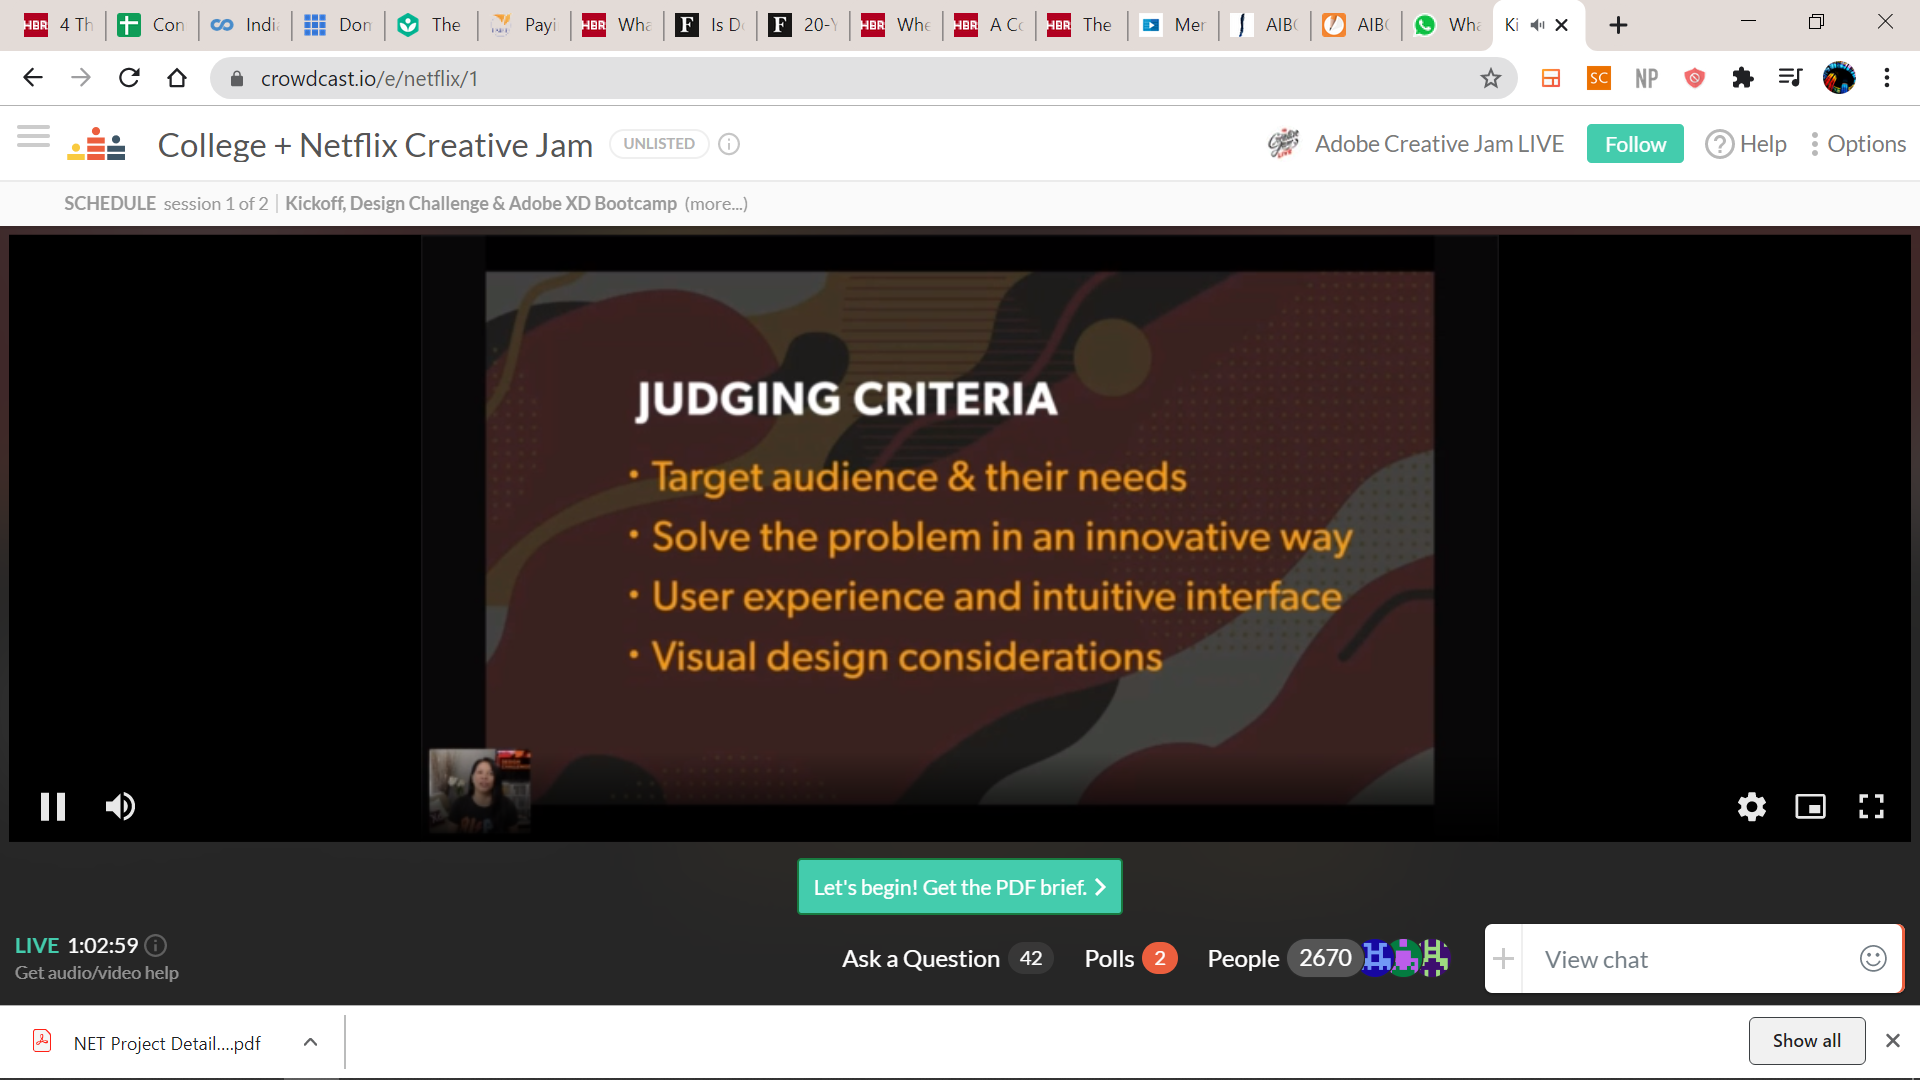 HBR 4 Th Con India Don The Payi HBR Wha F Is Do F 20-Y HBR Whe HBR A Co HBR The Mer AIBC AIBC Wha Ki
crowdcast.io/e/netflix/1
SC NP
College + Netflix Creative Jam UNLISTED
Adobe Creative Jam LIVE Follow Help Options
SCHEDULE session 1 of 2 Kickoff, Design Challenge & Adobe XD Bootcamp (more...)
JUDGING CRITERIA
• Target audience & their needs
• Solve the problem in an innovative way
• User experience and intuitive interface
• Visual design considerations
Let's begin! Get the PDF brief.
LIVE 1:02:59
Get audio/video help
Ask a Question 42 Polls 2 People 2670
View chat
NET Project Detail....pdf
Show all